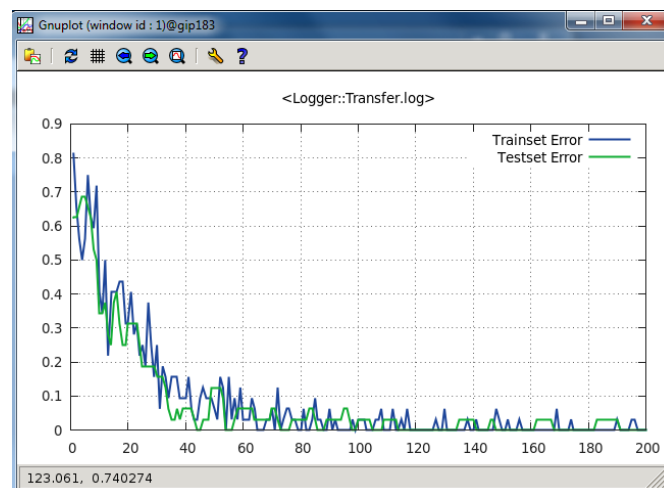 Gnuplot (window id : 1)@gip183
<Logger::Transfer.log>
0.9
0.8
0.7
0.6
0.5
0.4
0.3
0.2
0.1
0
Trainset Error
Testset Error
0 20 40 60 80 100 120 140 160 180 200
123.061, 0.740274